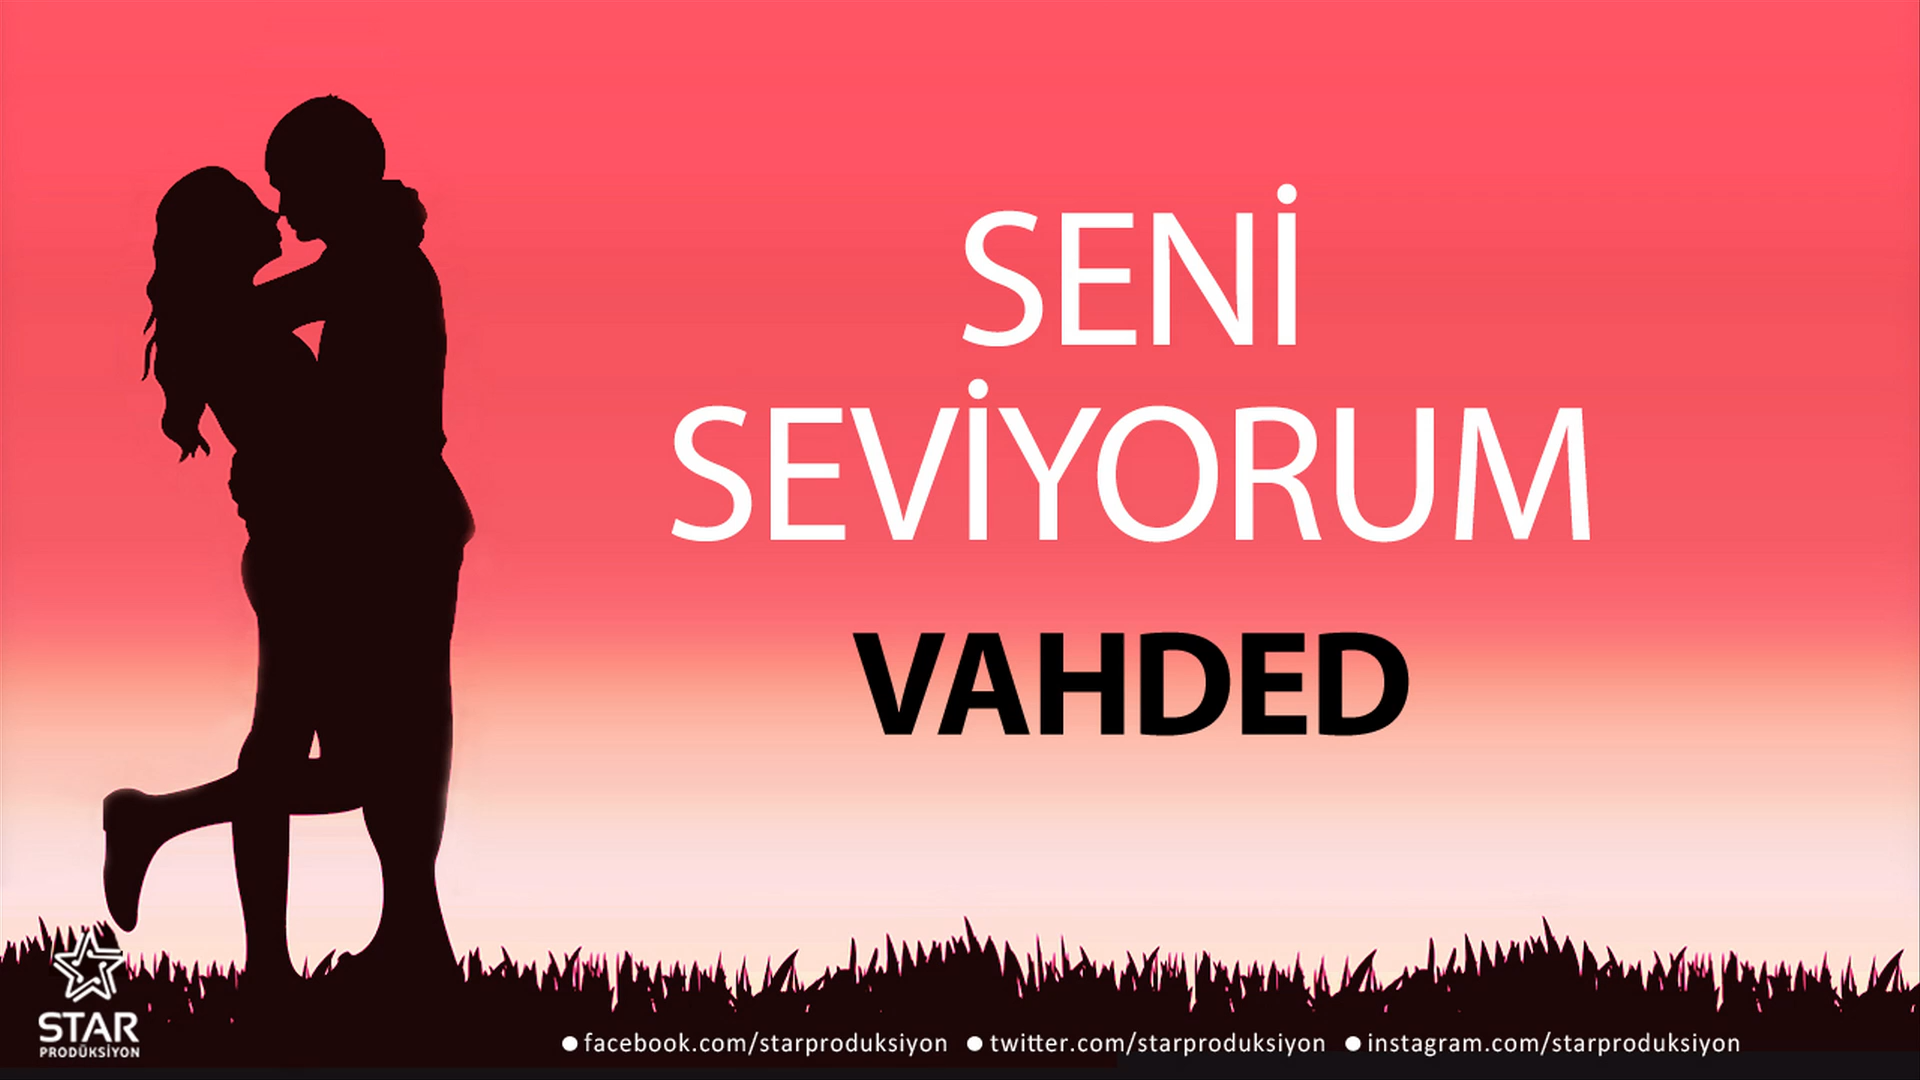 SENİ
SEVİYORUM
VAHDED
STAR
PRODÜKSİYON
facebook.com/starproduksiyon twitter.com/starproduksiyon instagram.com/starproduksiyon